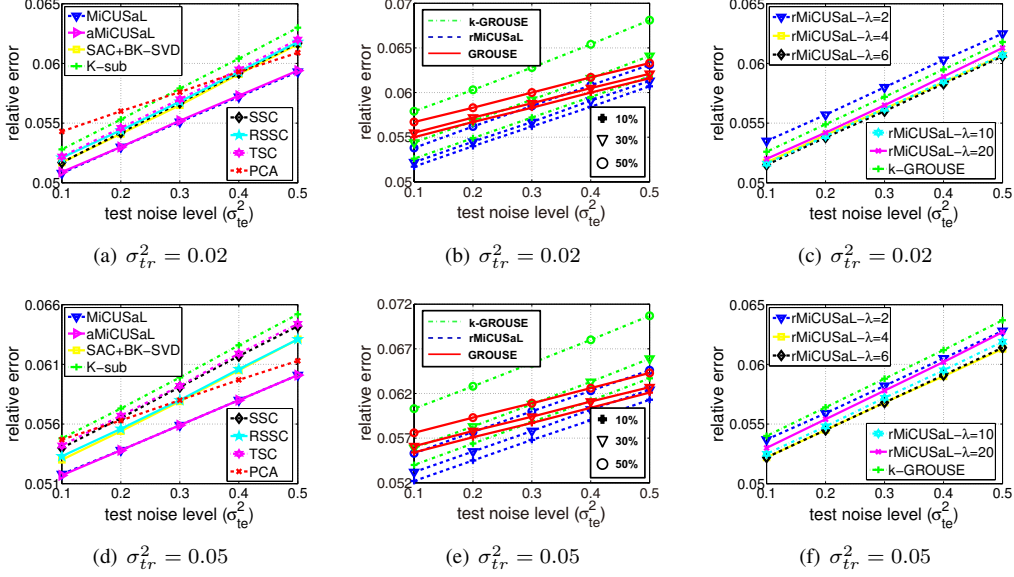 0.065
0.06
0.055
0.05
relative error
MiCUSaL
aMiCUSaL
SAC+BK−SVD
K−sub
SSC
RSSC
TSC
PCA
0.1 0.2 0.3 0.4 0.5
test noise level (σ²te)
(a) σ²tr = 0.02
0.07
0.065
0.06
0.055
0.05
relative error
k-GROUSE
rMiCUSaL
GROUSE
10%
30%
50%
0.1 0.2 0.3 0.4 0.5
test noise level (σ²te)
(b) σ²tr = 0.02
0.065
0.06
0.055
0.05
relative error
rMiCUSaL−λ=2
rMiCUSaL−λ=4
rMiCUSaL−λ=6
rMiCUSaL−λ=10
rMiCUSaL−λ=20
k−GROUSE
0.1 0.2 0.3 0.4 0.5
test noise level (σ²te)
(c) σ²tr = 0.02
0.066
0.061
0.056
0.051
relative error
MiCUSaL
aMiCUSaL
SAC+BK−SVD
K−sub
SSC
RSSC
TSC
PCA
0.1 0.2 0.3 0.4 0.5
test noise level (σ²te)
(d) σ²tr = 0.05
0.072
0.067
0.062
0.057
0.052
relative error
k-GROUSE
rMiCUSaL
GROUSE
10%
30%
50%
0.1 0.2 0.3 0.4 0.5
test noise level (σ²te)
(e) σ²tr = 0.05
0.065
0.06
0.055
0.05
relative error
rMiCUSaL−λ=2
rMiCUSaL−λ=4
rMiCUSaL−λ=6
rMiCUSaL−λ=10
rMiCUSaL−λ=20
k−GROUSE
0.1 0.2 0.3 0.4 0.5
test noise level (σ²te)
(f) σ²tr = 0.05